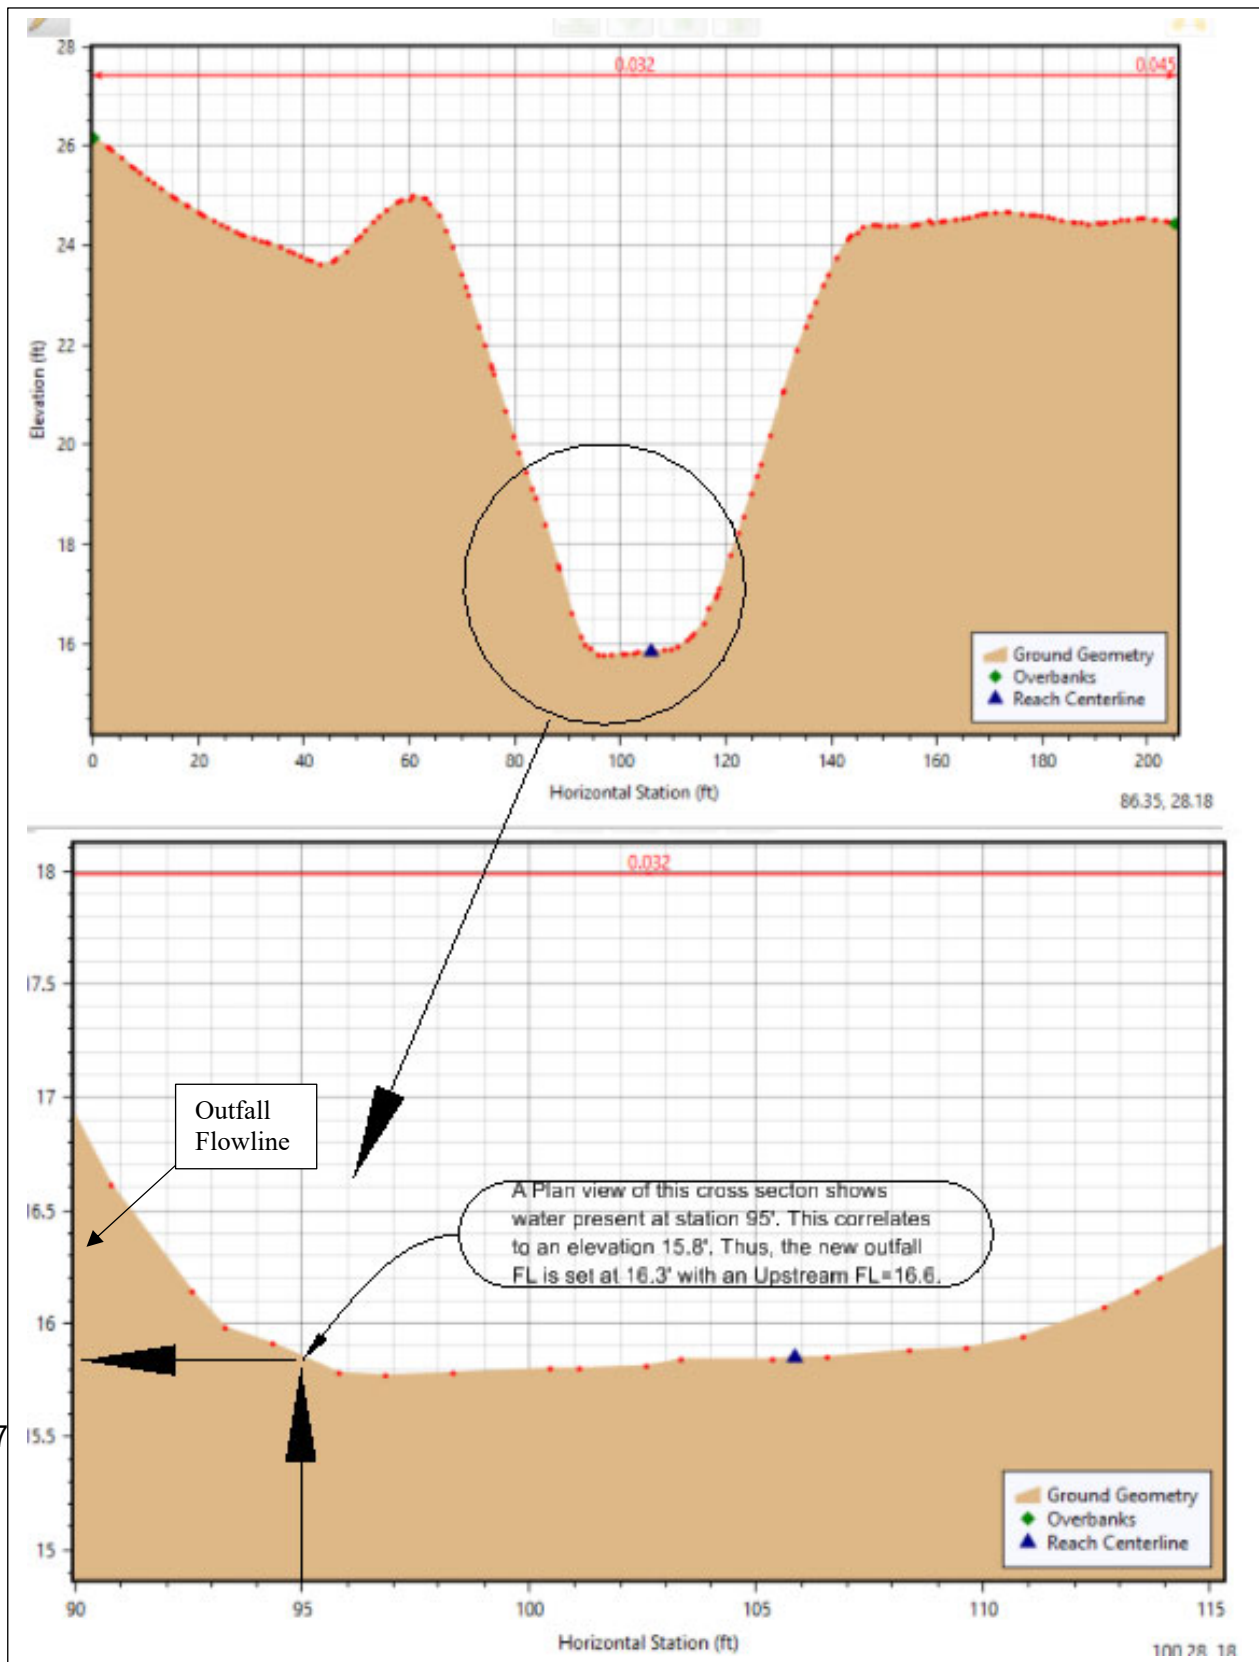 28
0.032
0.045
26
24
22
20
18
16
Elevation (ft)
Ground Geometry
Overbanks
Reach Centerline
0 20 40 60 80 100 120 140 160 180 200
Horizontal Station (ft)
86.35, 28.18
0.032
18
17.5
17
Outfall
Flowline
16.5
A Plan view of this cross secton shows
water present at station 95'. This correlates
to an elevation 15.8'. Thus, the new outfall
FL is set at 16.3' with an Upstream FL=16.6.
16
7
15.5
Ground Geometry
Overbanks
Reach Centerline
15
90 95 100 105 110 115
Horizontal Station (ft)
100.28, 18